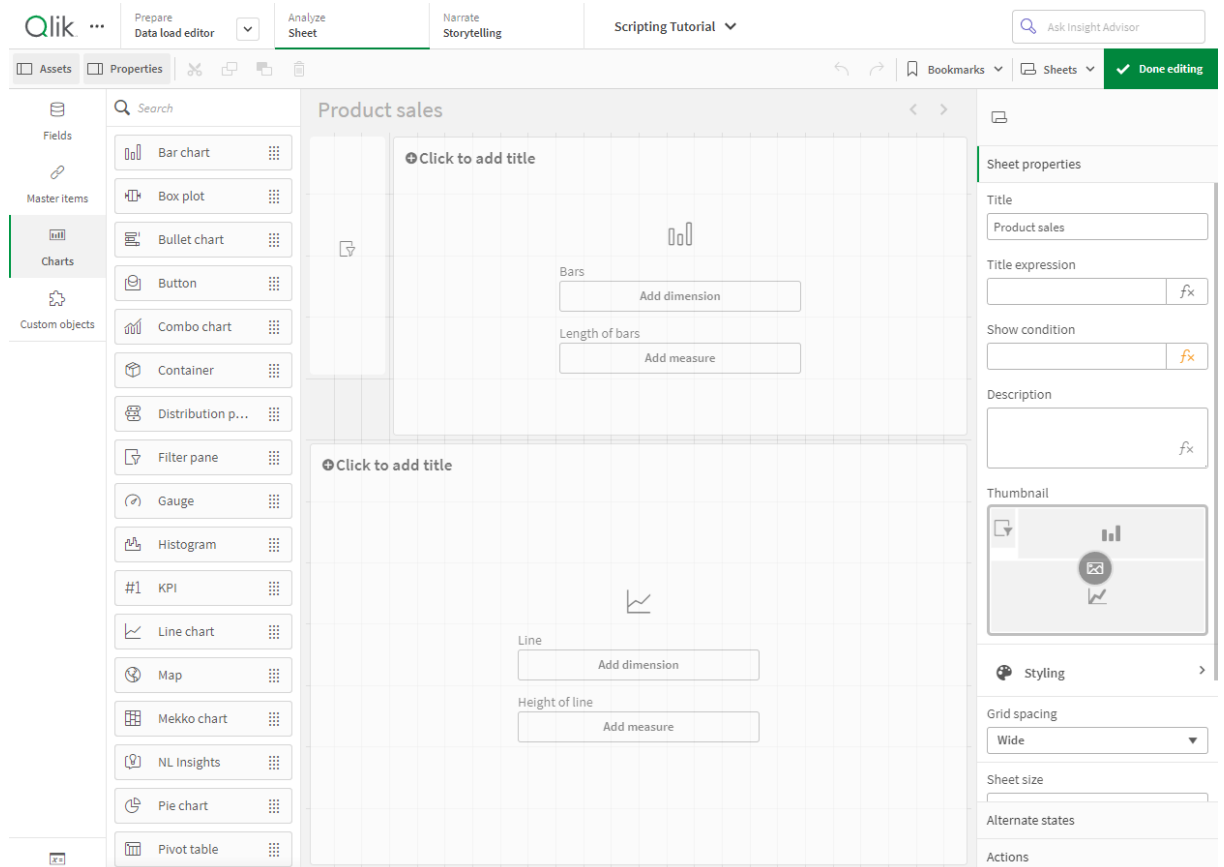 Qlik
Prepare
Data load editor
Analyze
Sheet
Narrate
Storytelling
Scripting Tutorial
Ask Insight Advisor
Assets
Properties
Bookmarks
Sheets
Done editing
Fields
Master items
Charts
Custom objects
Search
Bar chart
Box plot
Bullet chart
Button
Combo chart
Container
Distribution p...
Filter pane
Gauge
Histogram
#1 KPI
Line chart
Map
Mekko chart
NL Insights
Pie chart
Pivot table
Product sales
Click to add title
Bars
Add dimension
Length of bars
Add measure
Click to add title
Line
Add dimension
Height of line
Add measure
Sheet properties
Title
Product sales
Title expression
fx
Show condition
fx
Description
fx
Thumbnail
Styling
Grid spacing
Wide
Sheet size
Alternate states
Actions